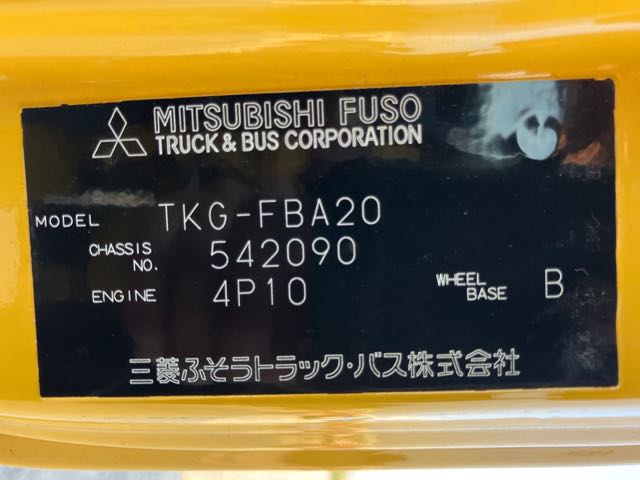 MITSUBISHI FUSO
TRUCK & BUS CORPORATION
MODEL TKG-FBA20
CHASSIS NO. 542090
ENGINE 4P10 WHEEL BASE B
三菱ふそうトラック・バス株式会社